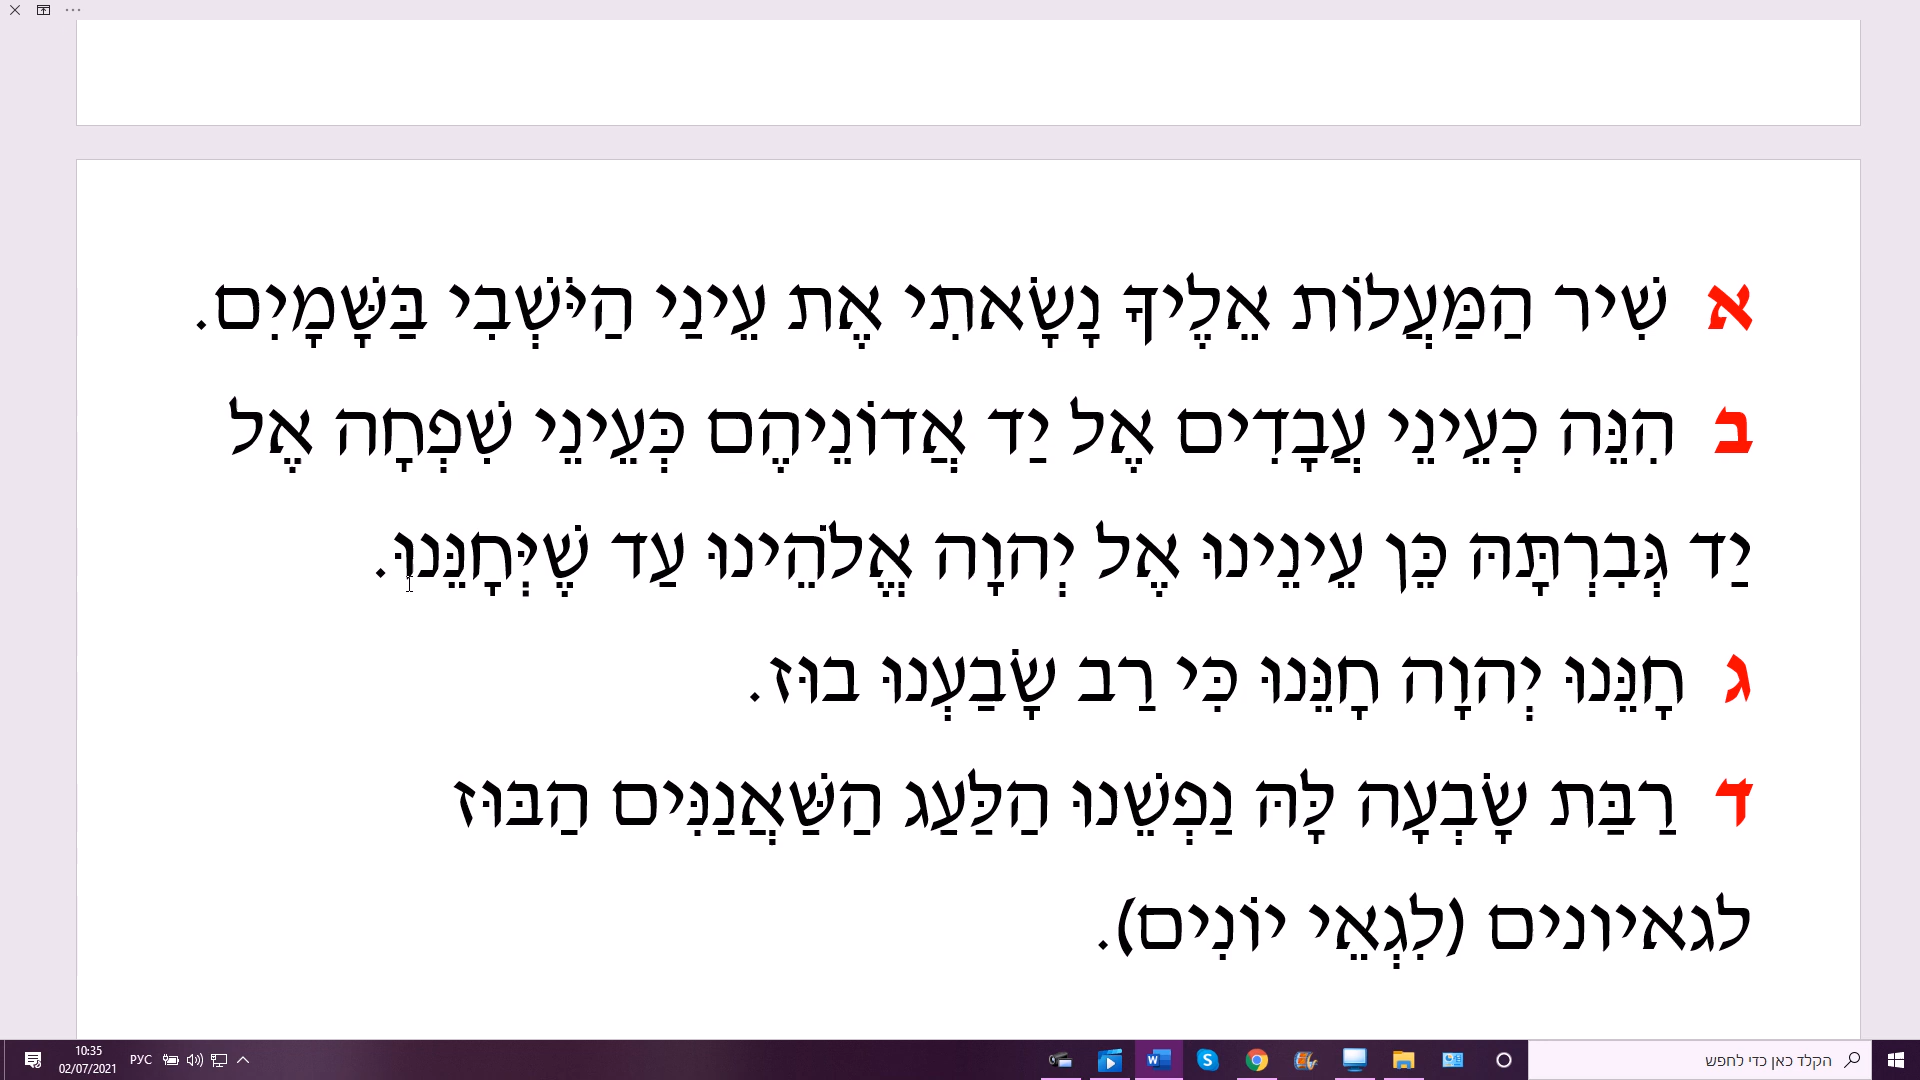 א שִׁיר הַמַּעֲלוֹת אֵלֶיךָ נָשָׂאתִי אֶת עֵינַי הַיֹּשְׁבִי בַּשָּׁמָיִם.
ב הִנֵּה כְעֵינֵי עֲבָדִים אֶל יַד אֲדוֹנֵיהֶם כְּעֵינֵי שִׁפְחָה אֶל
יַד גְּבִרְתָּהּ כֵּן עֵינֵינוּ אֶל יְהוָה אֱלֹהֵינוּ עַד שֶׁיְּחָנֵּנוּ.
ג חָנֵּנוּ יְהוָה חָנֵּנוּ כִּי רַב שָׂבַעְנוּ בוּז.
ד רַבַּת שָׂבְעָה לָּהּ נַפְשֵׁנוּ הַלַּעַג הַשַּׁאֲנַנִּים הַבּוּז
לגאיונים (לִגְאֵי יוֹנִים).
הקלד כאן כדי לחפש
РУС
10:35
02/07/2021